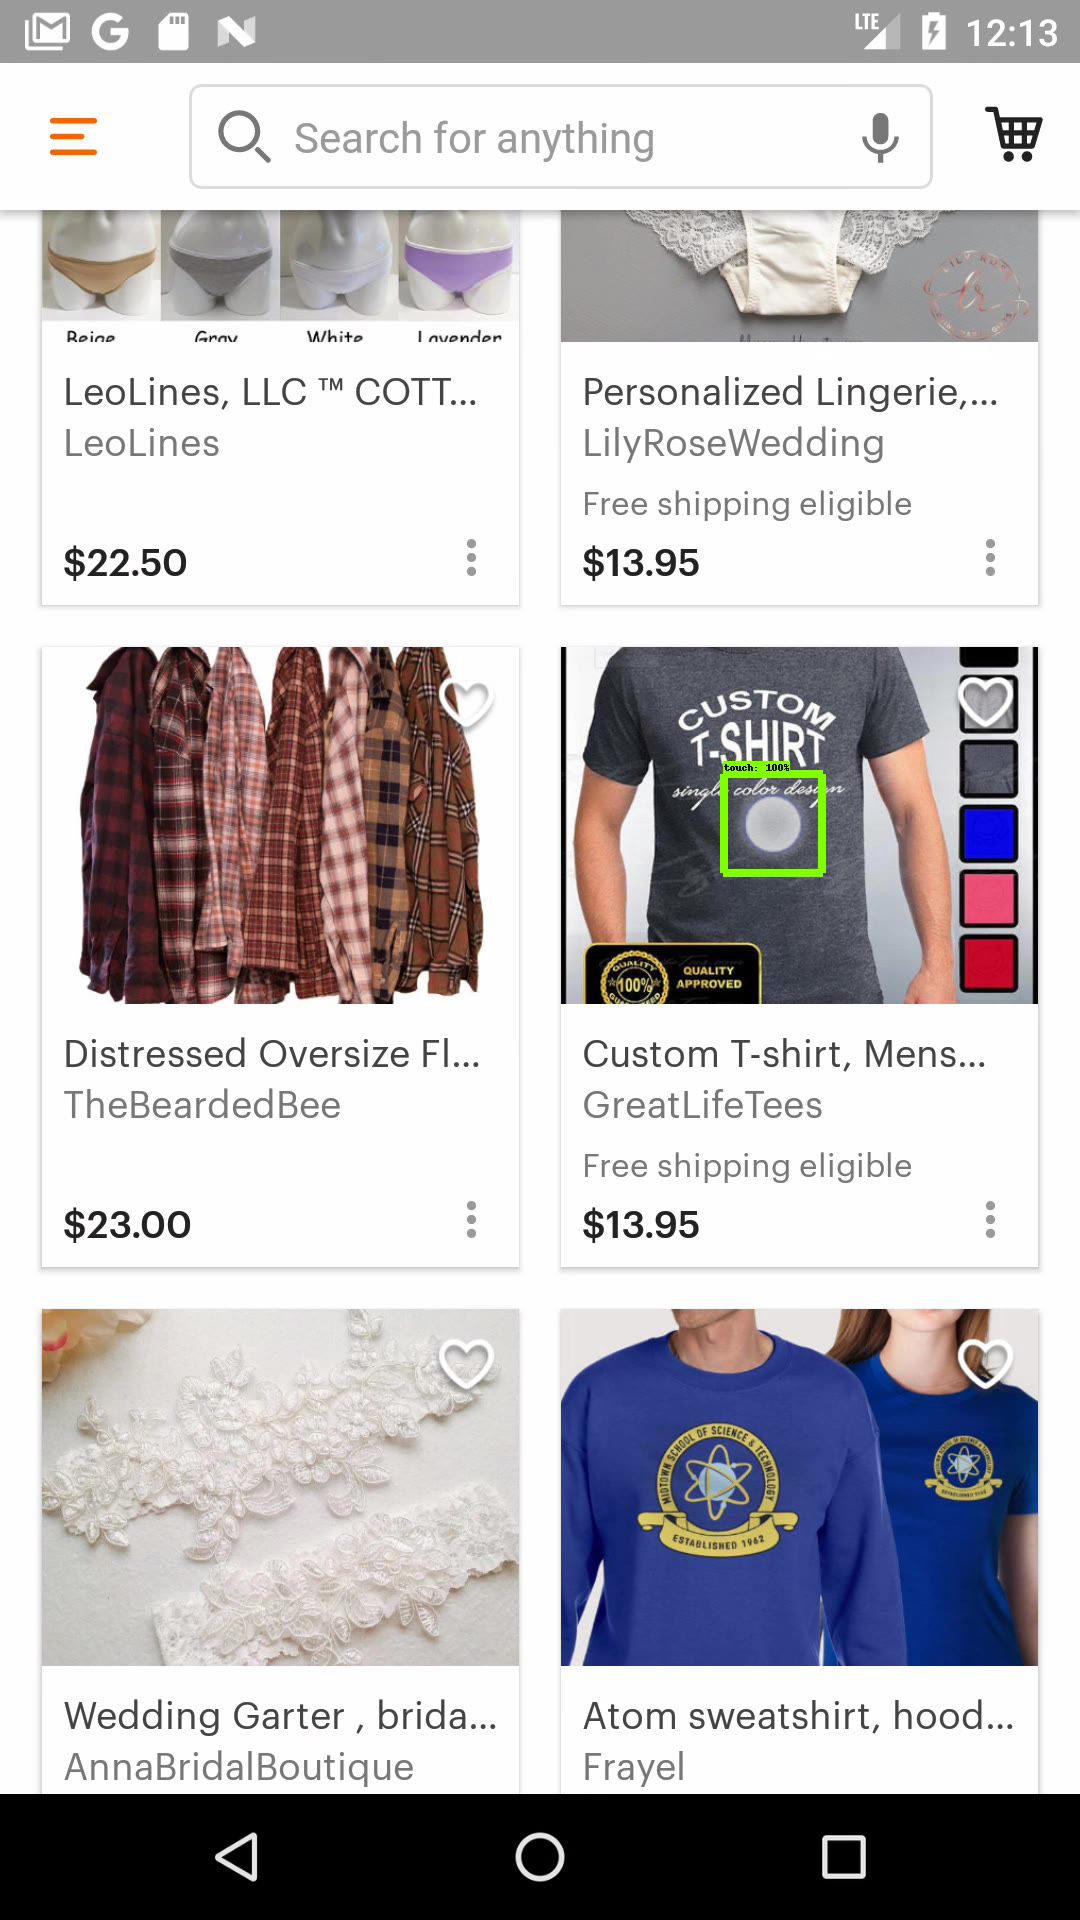 LTE 12:13
Search for anything
Beige Gray White Lavender
LILY ROSE
LeoLines, LLC ™ COTT...
LeoLines
$22.50
Personalized Lingerie,...
LilyRoseWedding
Free shipping eligible
$13.95
CUSTOM
T-SHIRT
touch: 100%
single color design
QUALITY
100%
QUALITY
APPROVED
Distressed Oversize Fl...
TheBeardedBee
$23.00
Custom T-shirt, Mens...
GreatLifeTees
Free shipping eligible
$13.95
MIDTOWN SCHOOL OF SCIENCE & TECHNOLOGY
ESTABLISHED 1962
Wedding Garter , brida...
AnnaBridalBoutique
Atom sweatshirt, hood...
Frayel